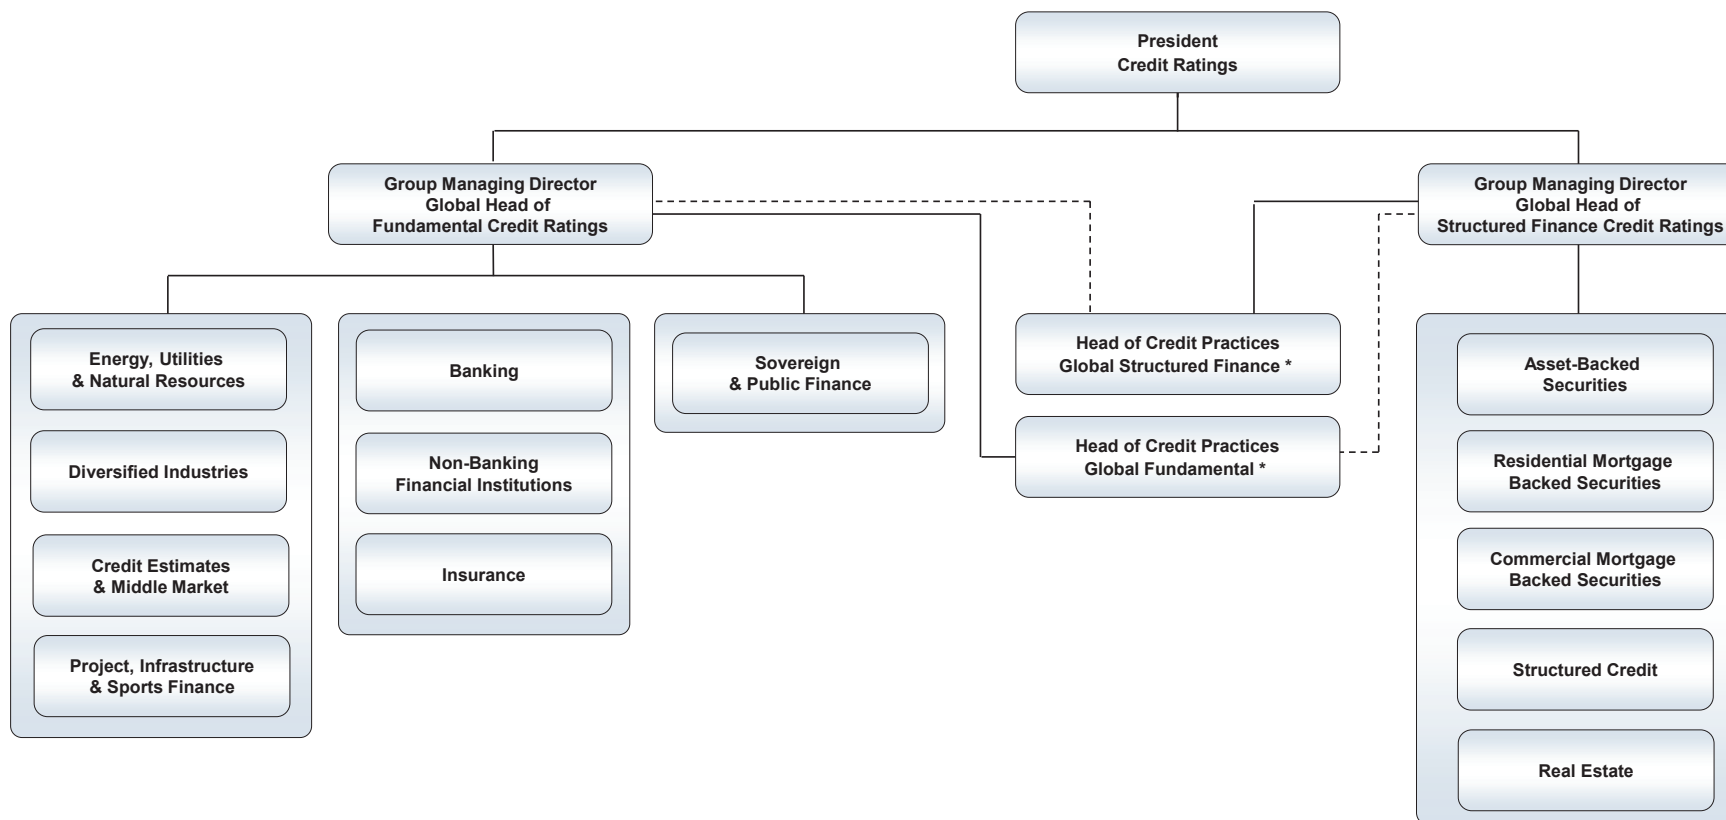 President
Credit Ratings
Group Managing Director
Global Head of
Fundamental Credit Ratings
Group Managing Director
Global Head of
Structured Finance Credit Ratings
Energy, Utilities
& Natural Resources
Diversified Industries
Credit Estimates
& Middle Market
Project, Infrastructure
& Sports Finance
Banking
Non-Banking
Financial Institutions
Insurance
Sovereign
& Public Finance
Head of Credit Practices
Global Structured Finance *
Head of Credit Practices
Global Fundamental *
Asset-Backed
Securities
Residential Mortgage
Backed Securities
Commercial Mortgage
Backed Securities
Structured Credit
Real Estate